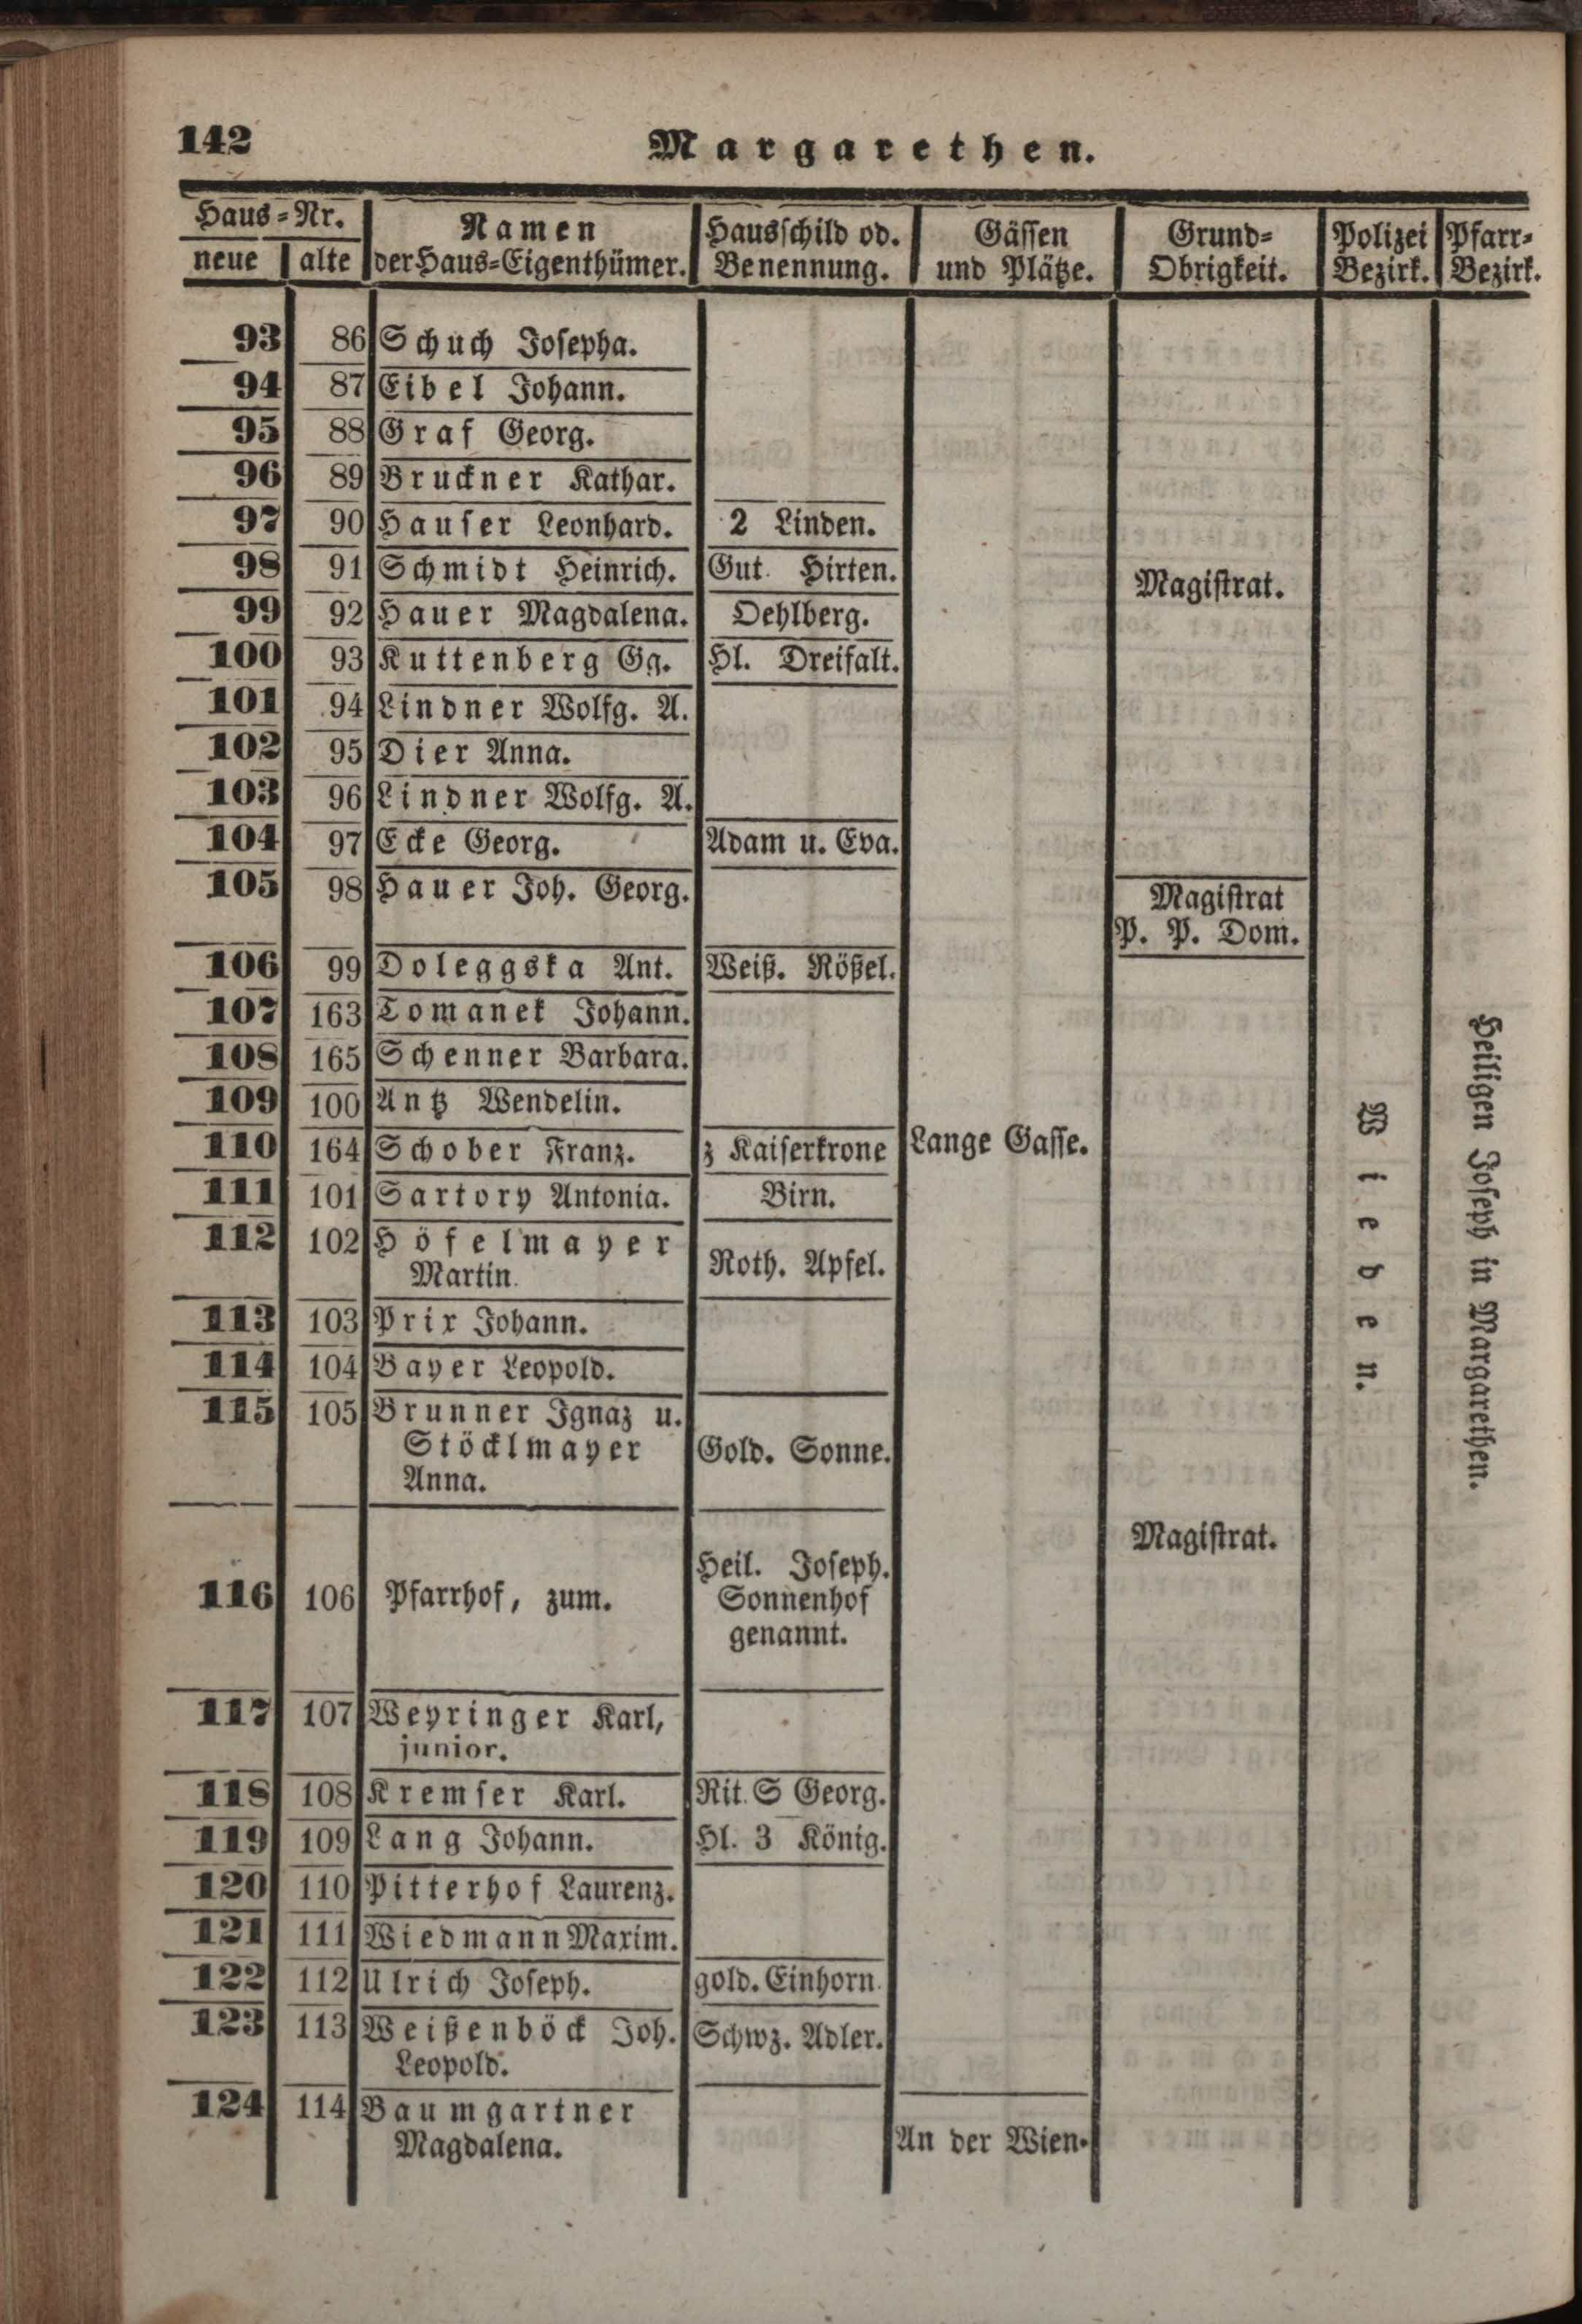 142
Margarethen.
Haus=Nr.
neue alte
Namen
der Haus=Eigenthümer.
Hausschild od.
Benennung.
Gässen
und Plätze.
Grund=
Obrigkeit.
Polizei
Bezirk.
Pfarr=
Bezirk.
93 86 Schuch Josepha.
94 87 Eibel Johann.
95 88 Graf Georg.
96 89 Bruckner Kathar.
97 90 Hauser Leonhard. 2 Linden.
98 91 Schmidt Heinrich. Gut. Hirten.
Magistrat.
99 92 Hauer Magdalena. Oehlberg.
100 93 Kuttenberg Gg. Hl. Dreifalt.
101 94 Lindner Wolfg. A.
102 95 Dier Anna.
103 96 Lindner Wolfg. A.
104 97 Ecke Georg. Adam u. Eva.
105 98 Hauer Joh. Georg. Magistrat
P. P. Dom.
106 99 Doleggska Ant. Weiß. Rößel.
107 163 Tomanek Johann.
108 165 Schenner Barbara.
109 100 Antz Wendelin.
110 164 Schober Franz. z Kaiserkrone Lange Gasse.
111 101 Sartory Antonia. Birn.
112 102 Höfelmayer
Martin. Roth. Apfel.
113 103 Prix Johann.
114 104 Bayer Leopold.
115 105 Brunner Ignaz u.
Stöcklmayer Gold. Sonne.
Anna.
Magistrat.
Wieden.
Heiligen Joseph in Margarethen.
116 106 Pfarrhof, zum. Heil. Joseph.
Sonnenhof
genannt.
117 107 Weyringer Karl,
junior.
118 108 Kremser Karl. Rit. S Georg.
119 109 Lang Johann. Hl. 3 König.
120 110 Pitterhof Laurenz.
121 111 Wiedmann Maxim.
122 112 Ulrich Joseph. gold. Einhorn.
123 113 Weißenböck Joh. Schwz. Adler.
Leopold.
124 114 Baumgartner
Magdalena. An der Wien.